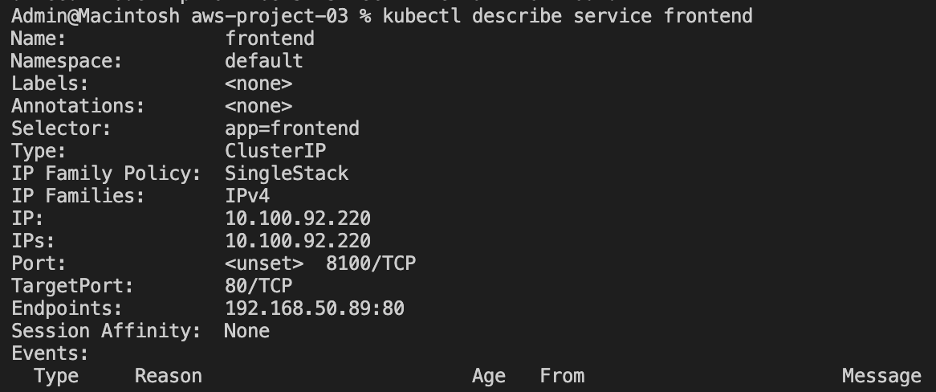 Admin@Macintosh aws-project-03 % kubectl describe service frontend
Name: frontend
Namespace: default
Labels: <none>
Annotations: <none>
Selector: app=frontend
Type: ClusterIP
IP Family Policy: SingleStack
IP Families: IPv4
IP: 10.100.92.220
IPs: 10.100.92.220
Port: <unset> 8100/TCP
TargetPort: 80/TCP
Endpoints: 192.168.50.89:80
Session Affinity: None
Events:
Type Reason Age From Message